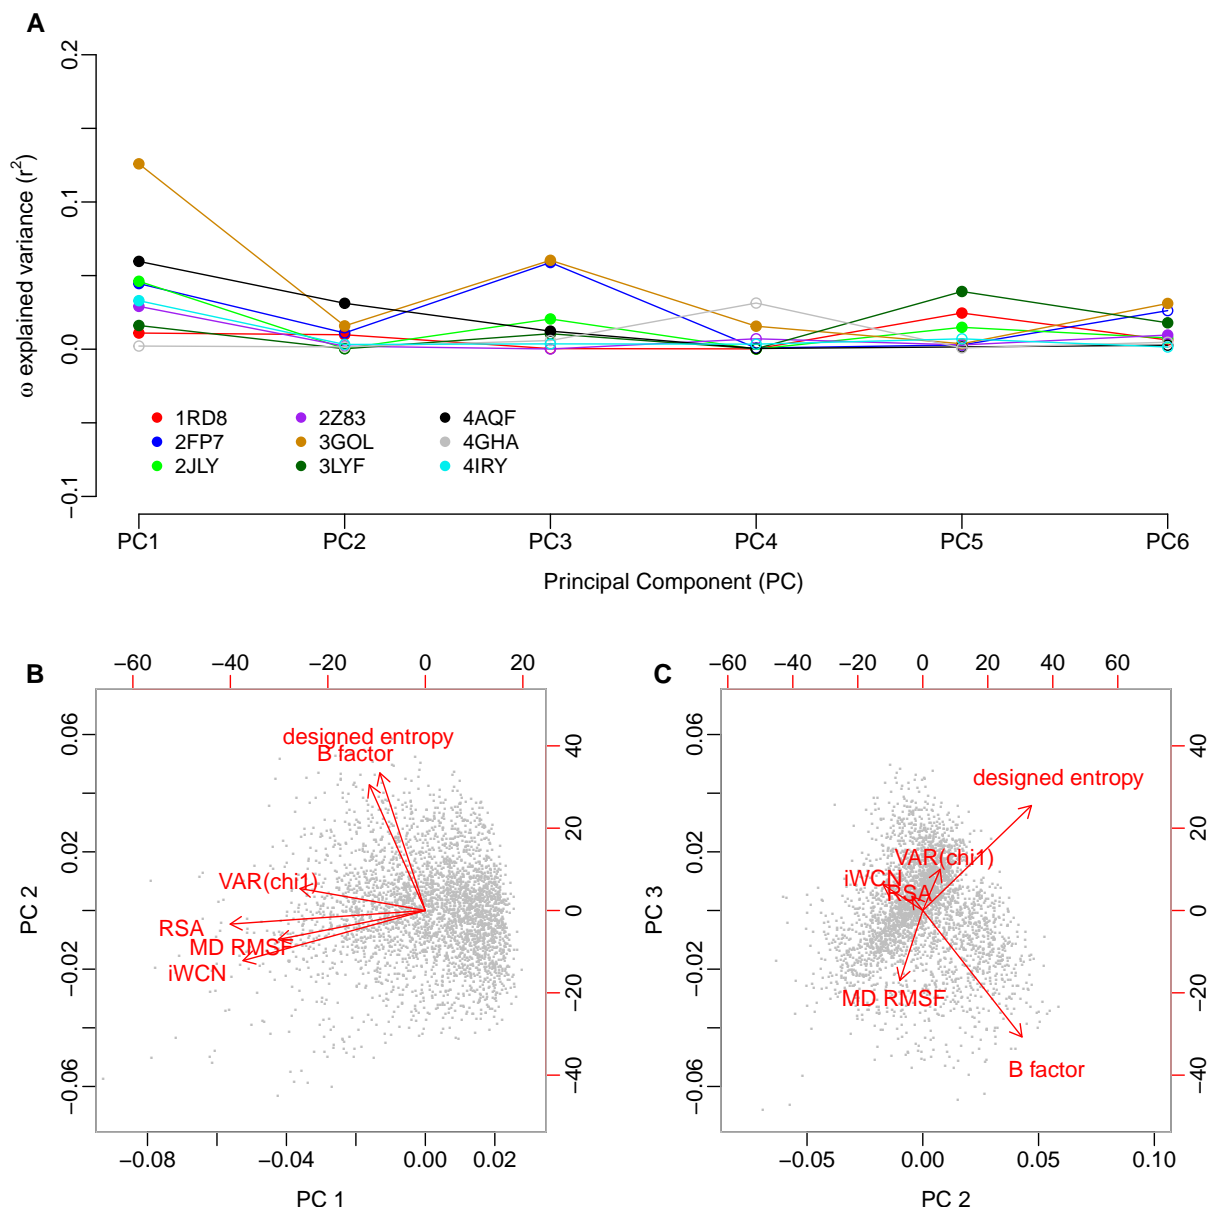 A
0.2
0.1
0.0
−0.1
ω explained variance (r²)
1RD8 2Z83 4AQF
2FP7 3GOL 4GHA
2JLY 3LYF 4IRY
PC1 PC2 PC3 PC4 PC5 PC6
Principal Component (PC)
B
−60 −40 −20 0 20
0.06
0.02
−0.02
−0.06
PC 2
40
20
0
−20
−40
designed entropy
B factor
VAR(chi1)
RSA
MD RMSF
iWCN
−0.08 −0.04 0.00 0.02
PC 1
C
−60 −20 0 20 40 60
0.06
0.02
−0.02
−0.06
PC 3
40
20
0
−20
−40
designed entropy
VAR(chi1)
iWCN
RSA
MD RMSF
B factor
−0.05 0.00 0.05 0.10
PC 2